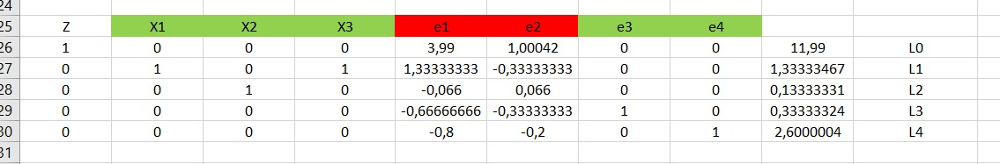 24
25 Z X1 X2 X3 e1 e2 e3 e4
26 1 0 0 0 3,99 1,00042 0 0 11,99 L0
27 0 1 0 1 1,33333333 -0,33333333 0 0 1,33333467 L1
28 0 0 1 0 -0,066 0,066 0 0 0,13333331 L2
29 0 0 0 0 -0,66666666 -0,33333333 1 0 0,33333324 L3
30 0 0 0 0 -0,8 -0,2 0 1 2,6000004 L4
31